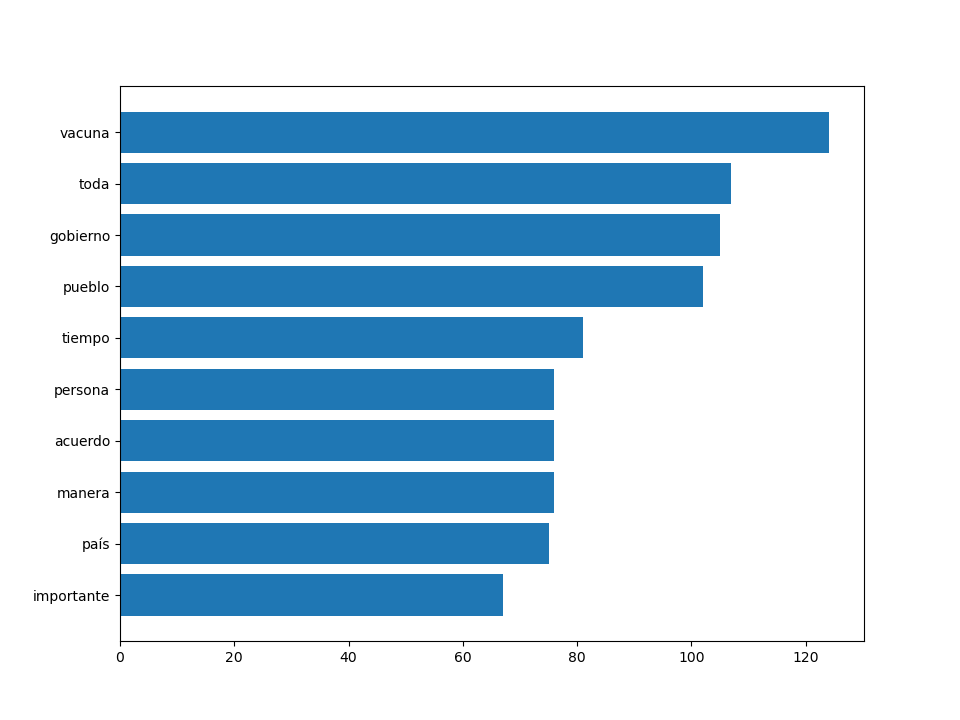 vacuna
toda
gobierno
pueblo
tiempo
persona
acuerdo
manera
país
importante
0 20 40 60 80 100 120